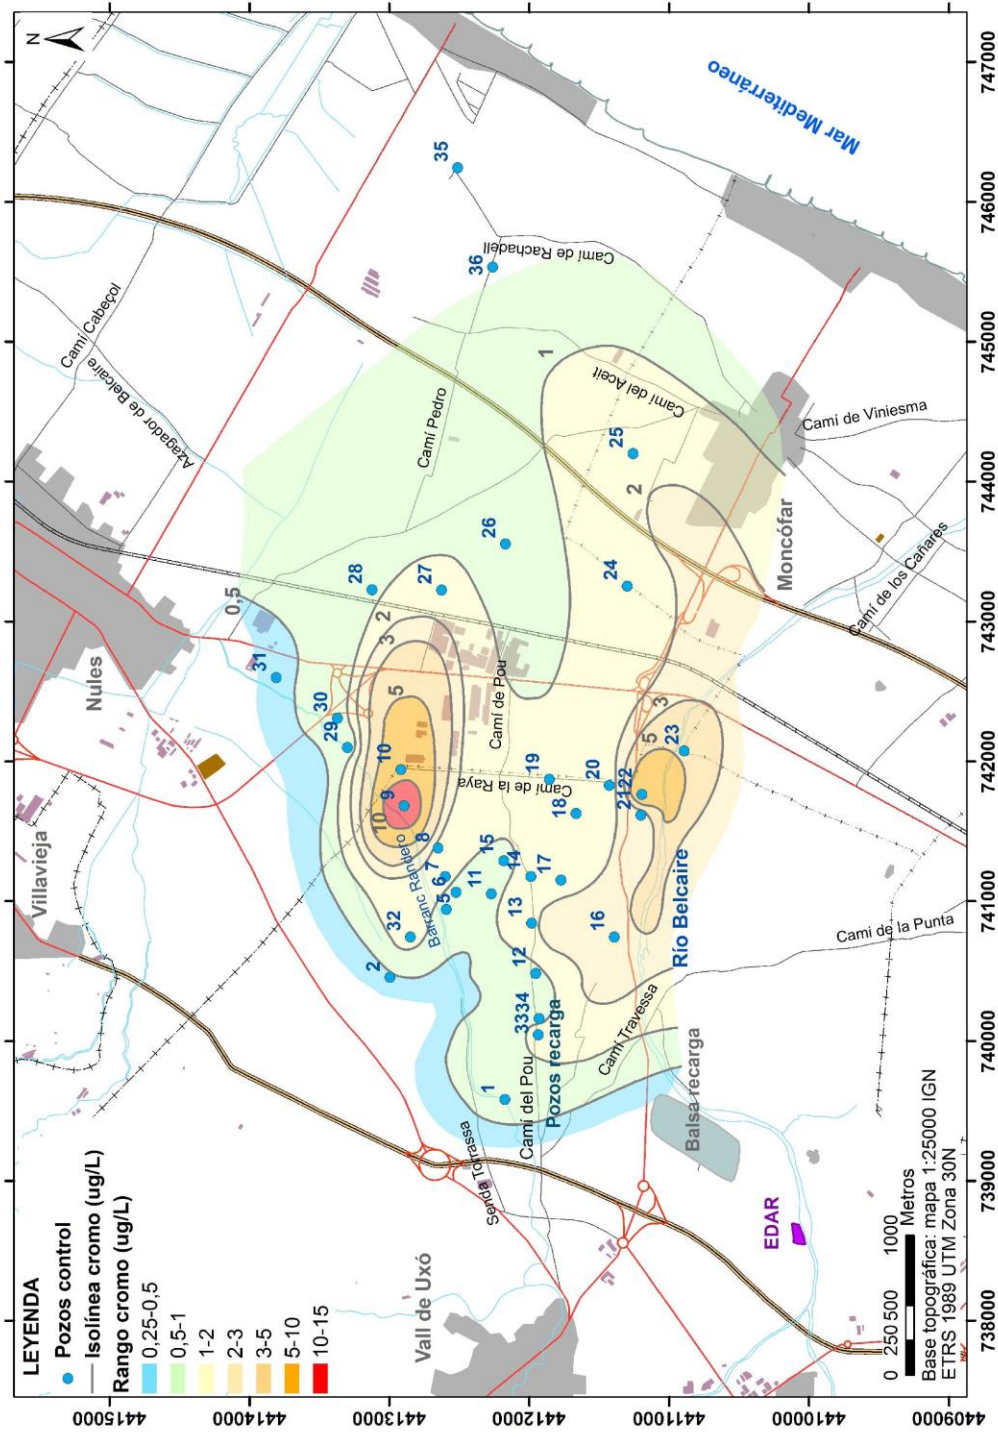 LEYENDA
Pozos control
Isolínea cromo (ug/L)
Rango cromo (ug/L)
0,25-0,5
0,5-1
1-2
2-3
3-5
5-10
10-15
N
Villavieja
Nules
Azagador de Belcaire
Camí Cabeçol
Mar Mediterráneo
Camí Pedro
Camí de Rachadell
Barranc Randero
Camí de la Raya
Camí de Pou
Senda Torrassa
Camí del Pou
Pozos recarga
Vall de Uxó
Camí Travessa
Balsa recarga
EDAR
Río Belcaire
Camí de la Punta
Camí del Aceit
Moncófar
Camí de Viniesma
Camí de los Cañares
1
2
32
5
6
7
8
9
10
11
12
13
14
15
16
17
18
19
20
2122
23
24
25
26
27
28
29
30
31
3334
35
36
0,5
1
2
2
3
3
5
5
10
0 250 500 1000
Metros
Base topográfica: mapa 1:25000 IGN
ETRS 1989 UTM Zona 30N
4415000
4414000
4413000
4412000
4411000
4410000
4409000
738000
739000
740000
741000
742000
743000
744000
745000
746000
747000